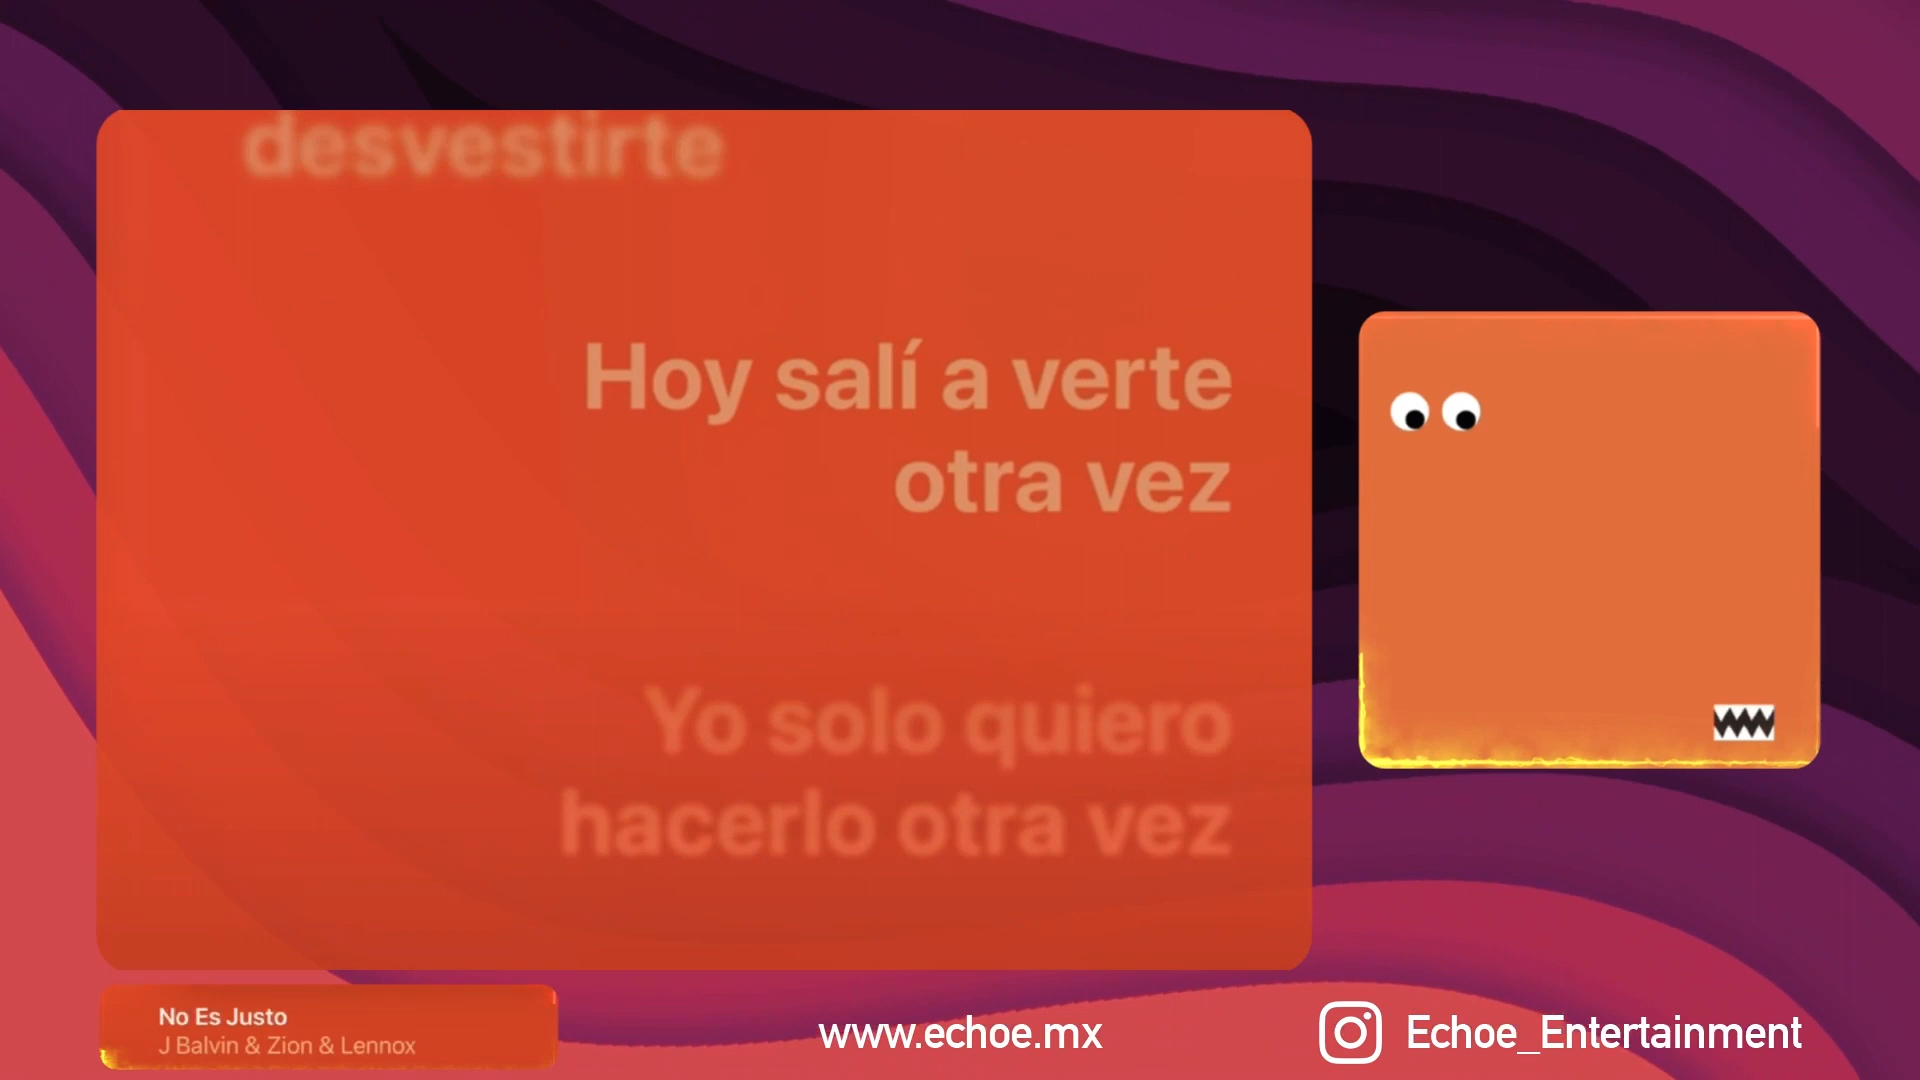 desvestirte
Hoy salí a verte
otra vez
Yo solo quiero
hacerlo otra vez
No Es Justo
J Balvin & Zion & Lennox
www.echoe.mx
Echoe_Entertainment